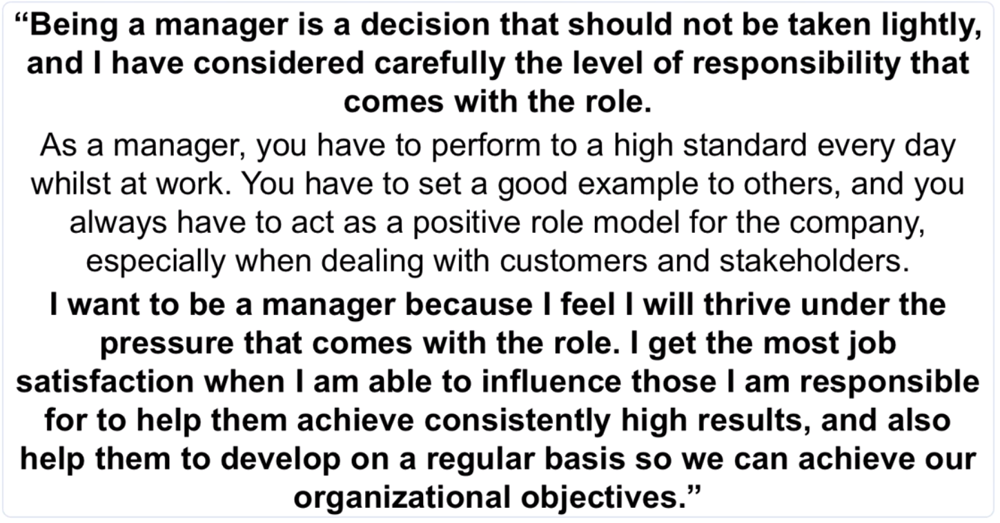 “Being a manager is a decision that should not be taken lightly,
and I have considered carefully the level of responsibility that
comes with the role.
As a manager, you have to perform to a high standard every day
whilst at work. You have to set a good example to others, and you
always have to act as a positive role model for the company,
especially when dealing with customers and stakeholders.
I want to be a manager because I feel I will thrive under the
pressure that comes with the role. I get the most job
satisfaction when I am able to influence those I am responsible
for to help them achieve consistently high results, and also
help them to develop on a regular basis so we can achieve our
organizational objectives.”